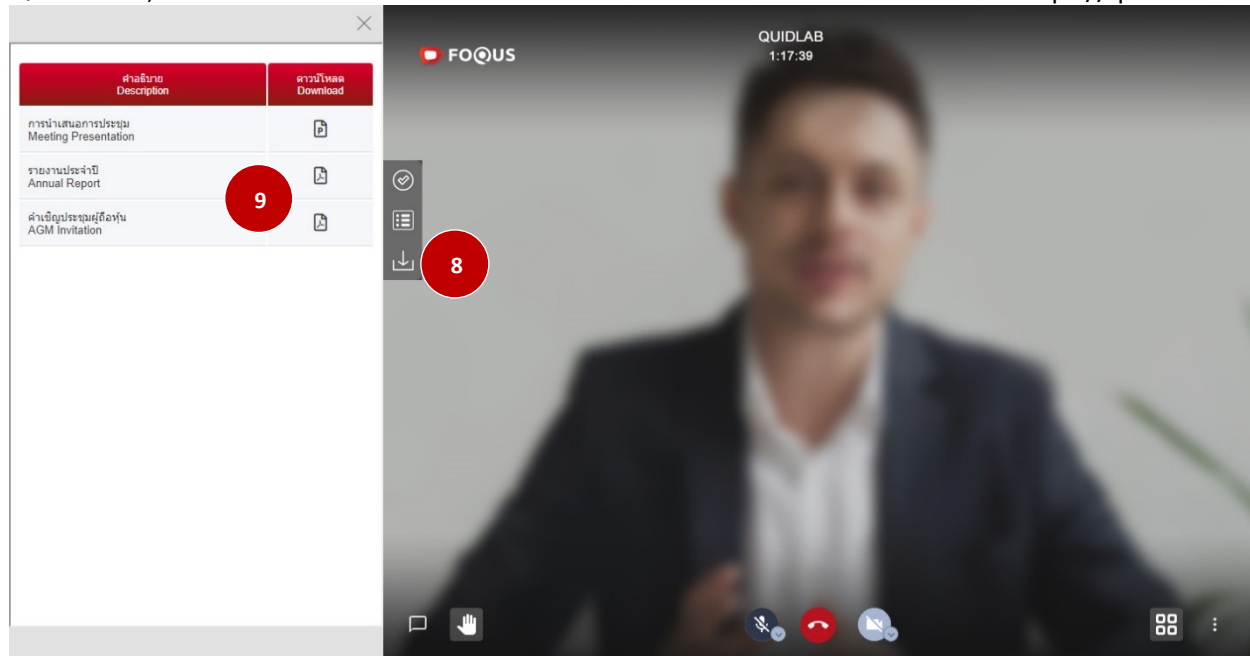 คำอธิบาย
Description
ดาวน์โหลด
Download
การนำเสนอการประชุม
Meeting Presentation
รายงานประจำปี
Annual Report
คำเชิญประชุมผู้ถือหุ้น
AGM Invitation
9
8
FOQUS
QUIDLAB
1:17:39